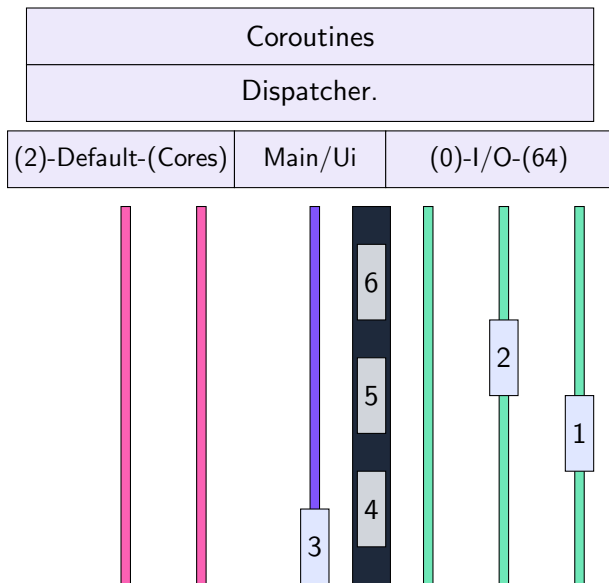 Coroutines
Dispatcher.
(2)-Default-(Cores) Main/Ui (0)-I/O-(64)
6
2
5
1
4
3